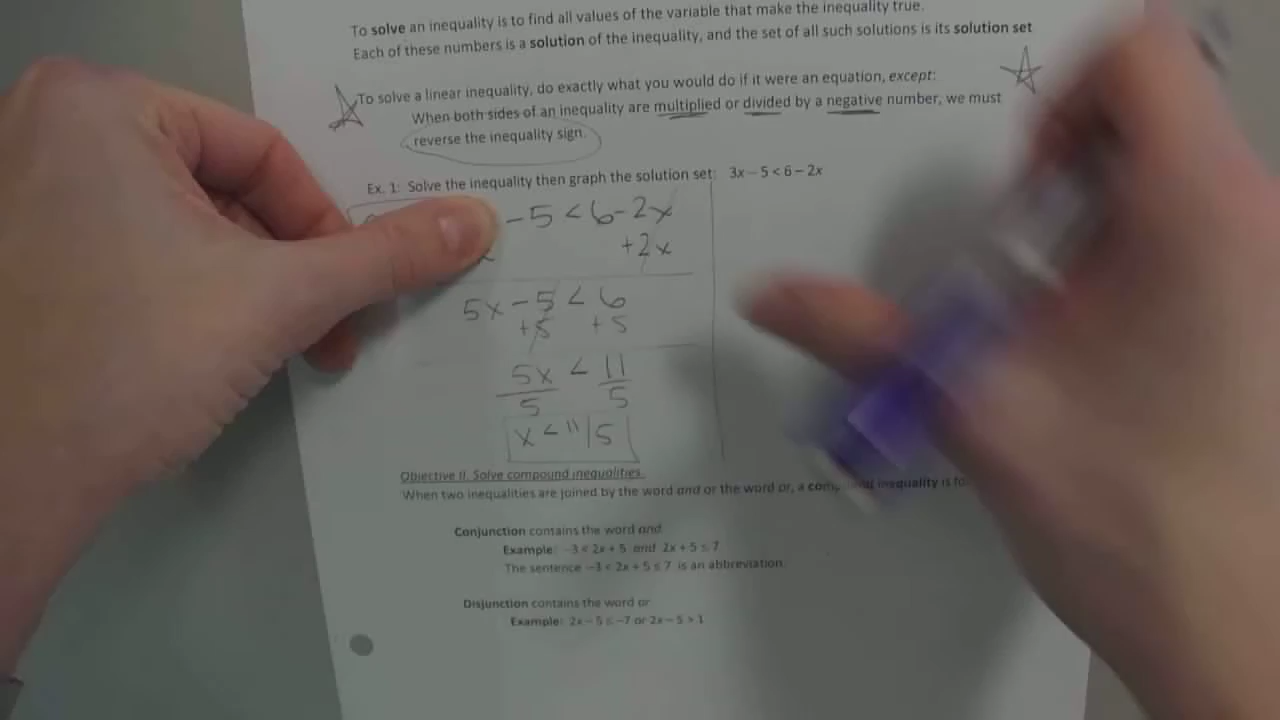 To solve an inequality is to find all values of the variable that make the inequality true.
Each of these numbers is a solution of the inequality, and the set of all such solutions is its solution set
To solve a linear inequality, do exactly what you would do if it were an equation, except:
When both sides of an inequality are multiplied or divided by a negative number, we must
reverse the inequality sign.
Ex. 1: Solve the inequality then graph the solution set: 3x – 5 < 6 – 2x
-5 < 6-2x
+2x
5x - 5 < 6
+5 +5
5x < 11
5 5
x < 11/5
Objective II. Solve compound inequalities.
When two inequalities are joined by the word and or the word or, a inequality is
Conjunction contains the word and.
Example: –3 < 2x + 5 and 2x + 5 ≤ 7
The sentence –3 < 2x + 5 ≤ 7 is an abbreviation.
Disjunction contains the word or
Example: 2x – 5 ≤ –7 or 2x – 5 > 1